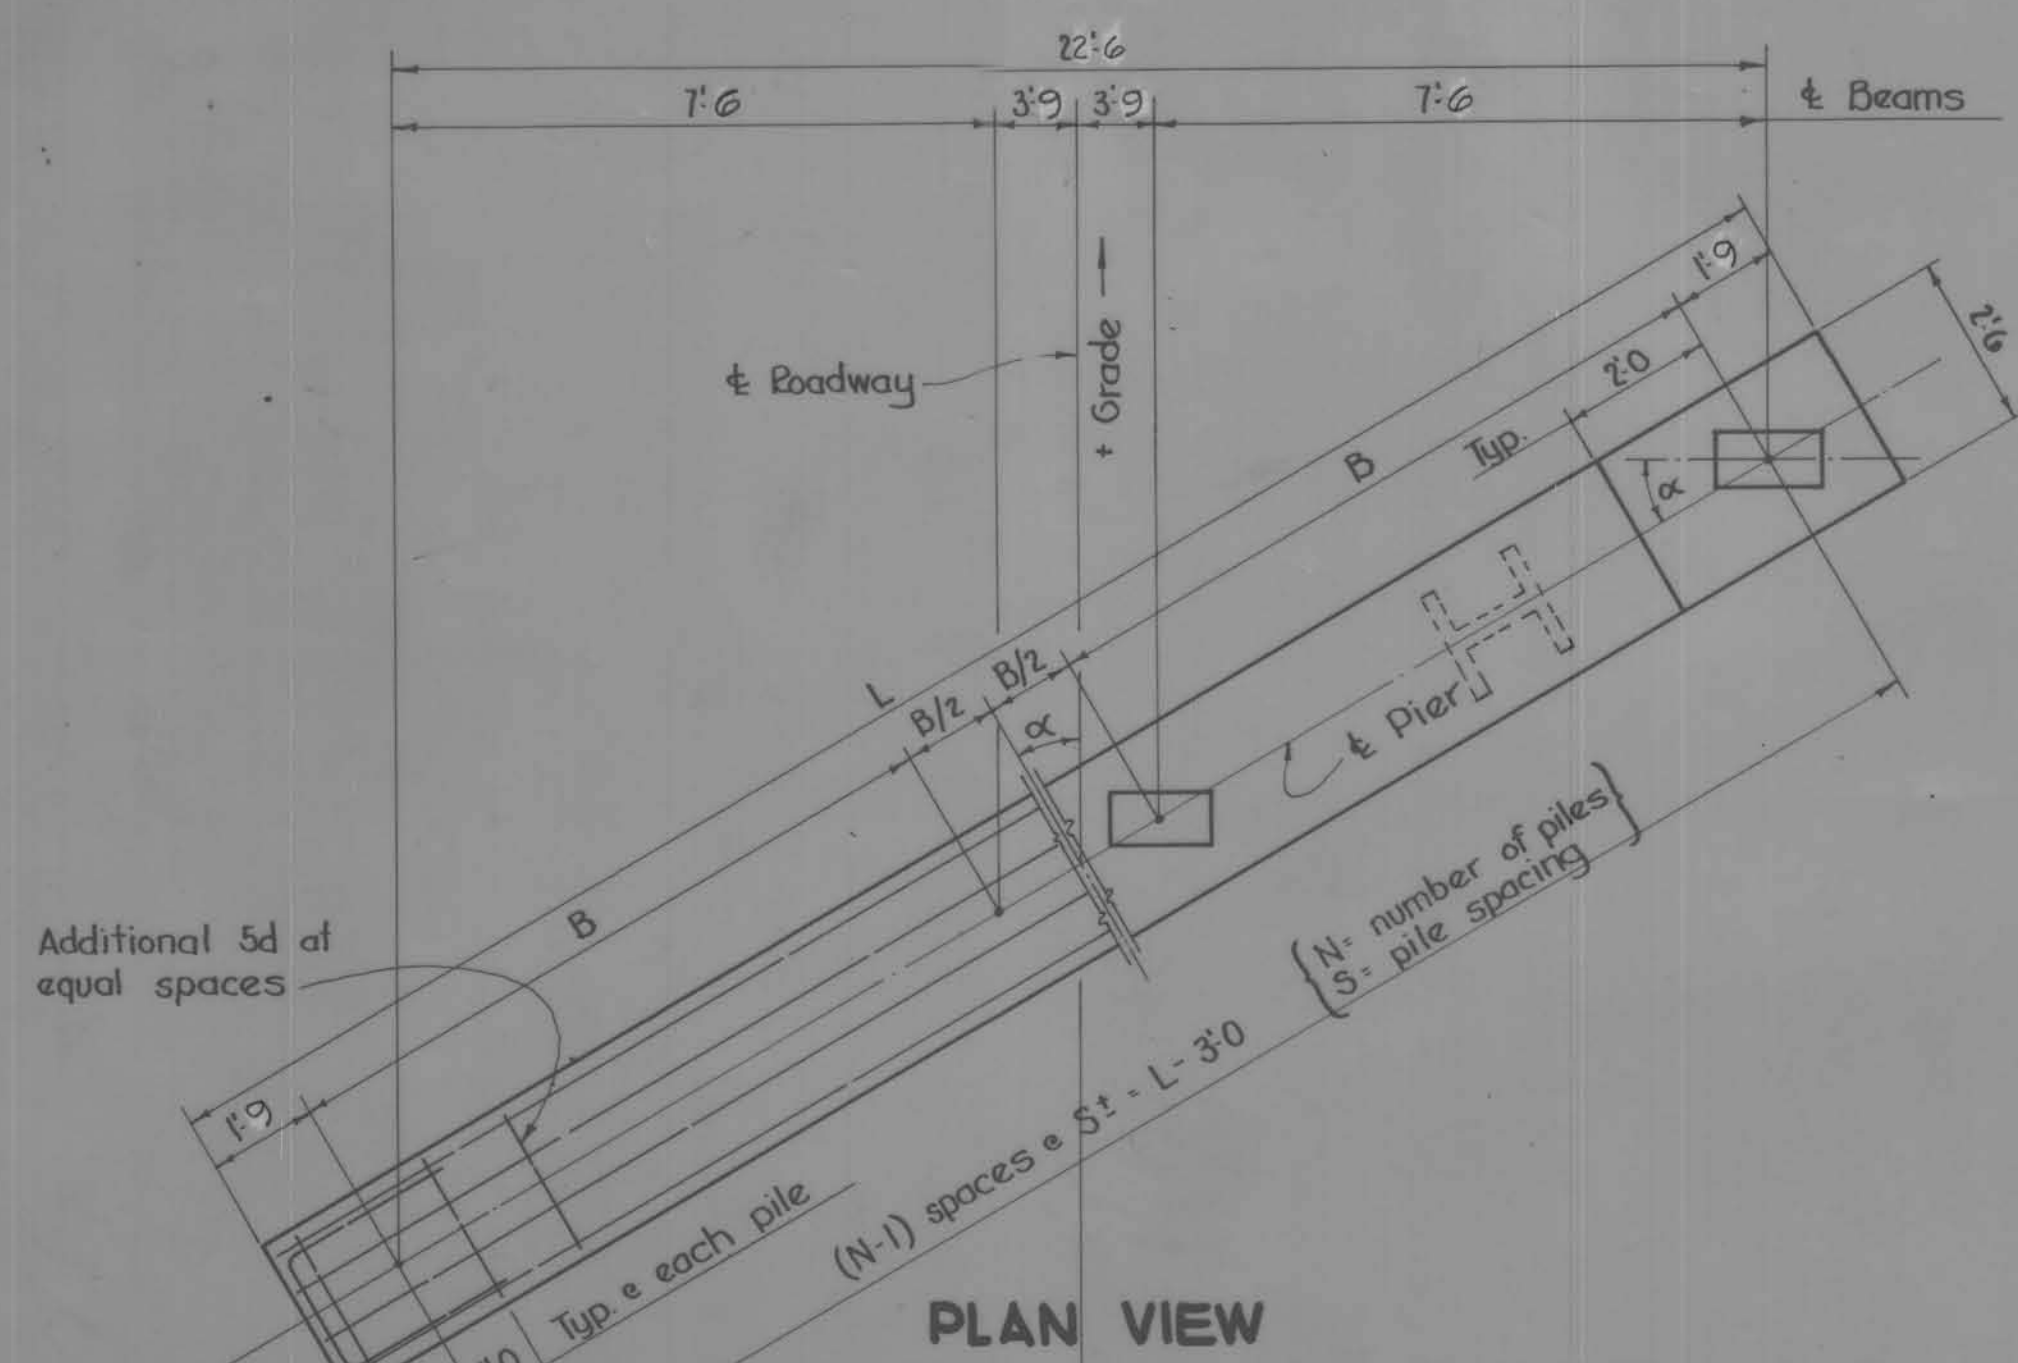 22'-6
7'-6
3'-9
3'-9
7'-6
℄ Beams
1'-9
2'-6
2'-0
℄ Roadway
+ Grade
B
Typ.
α
L
B/2
B/2
α
℄ Pier
B
Additional 5d at
equal spaces
{N= number of piles}
{S= pile spacing}
1'-9
(N-1) spaces @ S± = L - 3'-0
Typ. @ each pile
PLAN VIEW